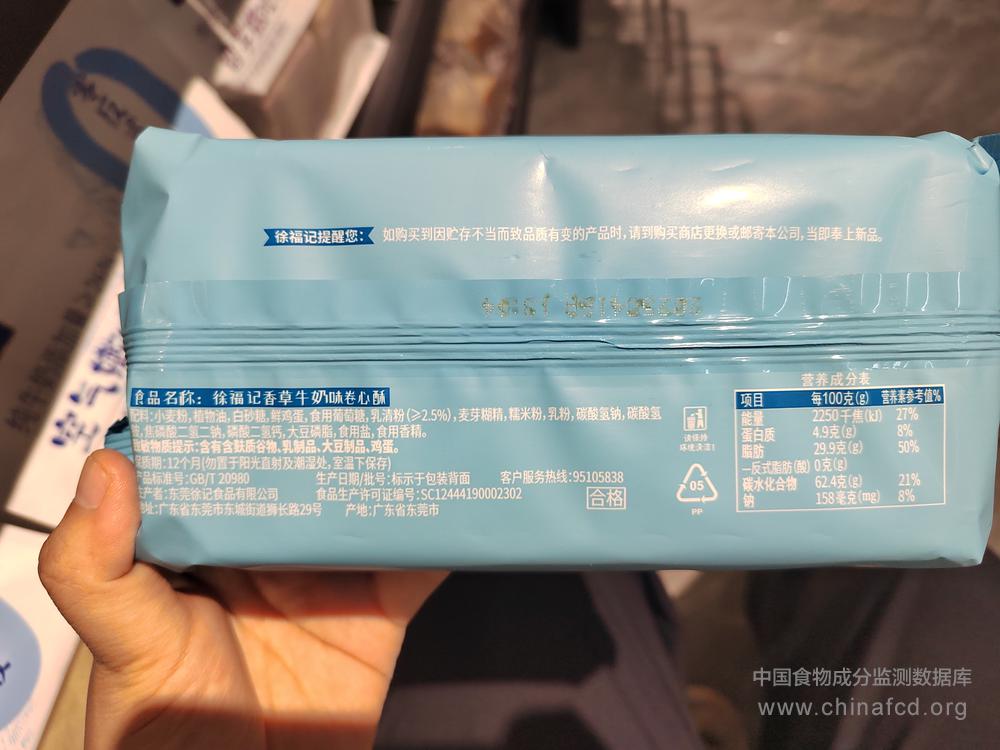 徐福记提醒您: 如购买到因贮存不当而致品质有变的产品时,请到购买商店更换或邮寄本公司,当即奉上新品。
食品名称: 徐福记香草牛奶味卷心酥
配料:小麦粉,植物油,白砂糖,鲜鸡蛋,食用葡萄糖,乳清粉(≥2.5%),麦芽糊精,糯米粉,乳粉,碳酸氢钠,碳酸氢
,焦磷酸二氢二钠,磷酸二氢钙,大豆磷脂,食用盐,食用香精。
敏物质提示:含有含麸质谷物、乳制品、大豆制品、鸡蛋。
质期:12个月(勿置于阳光直射及潮湿处,室温下保存)
产品标准号:GB/T 20980 生产日期/批号:标示于包装背面 客户服务热线:95105838
产者:东莞徐记食品有限公司 食品生产许可证编号:SC12444190002302
址:广东省东莞市东城街道狮长路29号 产地:广东省东莞市
合格
请保持
环境清洁!
05
PP
营养成分表
项目 每100克(g) 营养素参考值%
能量 2250千焦(kJ) 27%
蛋白质 4.9克(g) 8%
脂肪 29.9克(g) 50%
—反式脂肪(酸) 0克(g)
碳水化合物 62.4克(g) 21%
钠 158毫克(mg) 8%
空气
中国食物成分监测数据库
www.chinafcd.org